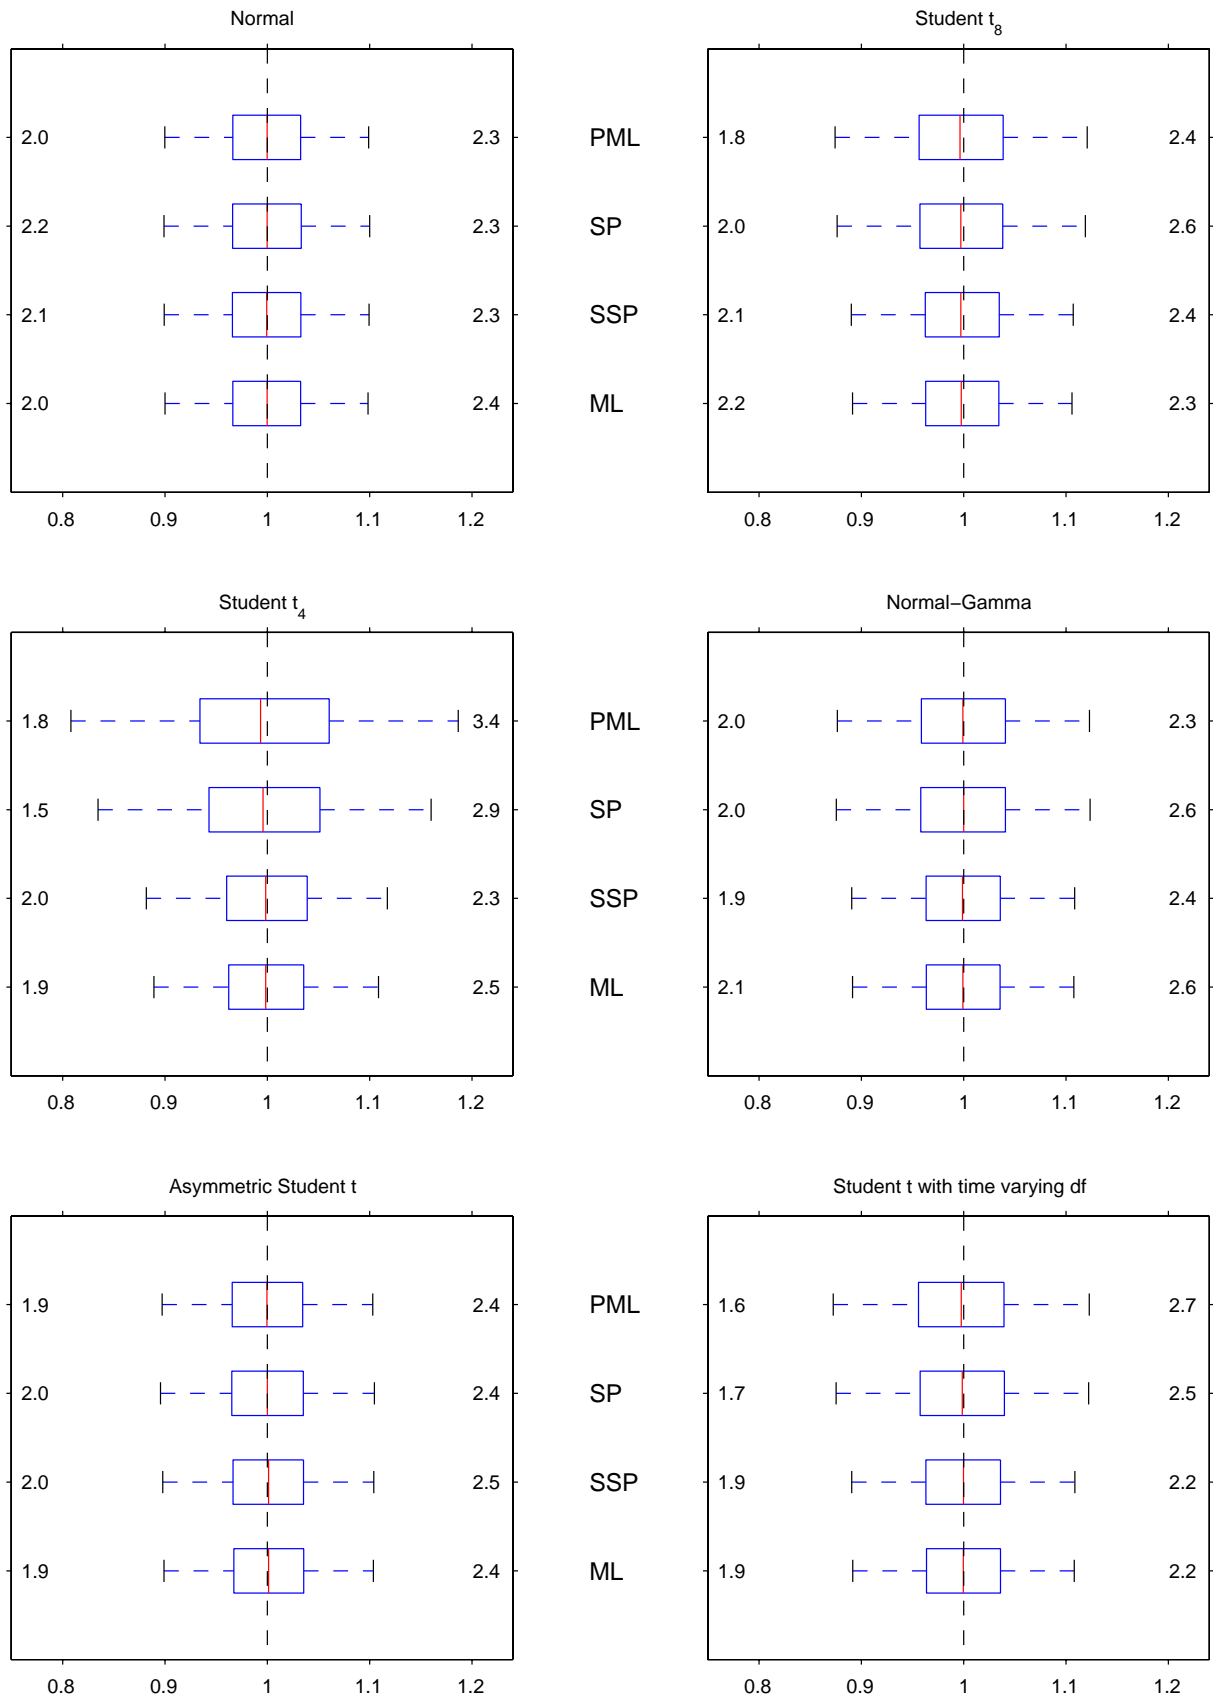 Normal
Student t8
2.0 2.3 PML 1.8 2.4
2.2 2.3 SP 2.0 2.6
2.1 2.3 SSP 2.1 2.4
2.0 2.4 ML 2.2 2.3
0.8 0.9 1 1.1 1.2 0.8 0.9 1 1.1 1.2
Student t4
Normal−Gamma
1.8 3.4 PML 2.0 2.3
1.5 2.9 SP 2.0 2.6
2.0 2.3 SSP 1.9 2.4
1.9 2.5 ML 2.1 2.6
0.8 0.9 1 1.1 1.2 0.8 0.9 1 1.1 1.2
Asymmetric Student t
Student t with time varying df
1.9 2.4 PML 1.6 2.7
2.0 2.4 SP 1.7 2.5
2.0 2.5 SSP 1.9 2.2
1.9 2.4 ML 1.9 2.2
0.8 0.9 1 1.1 1.2 0.8 0.9 1 1.1 1.2